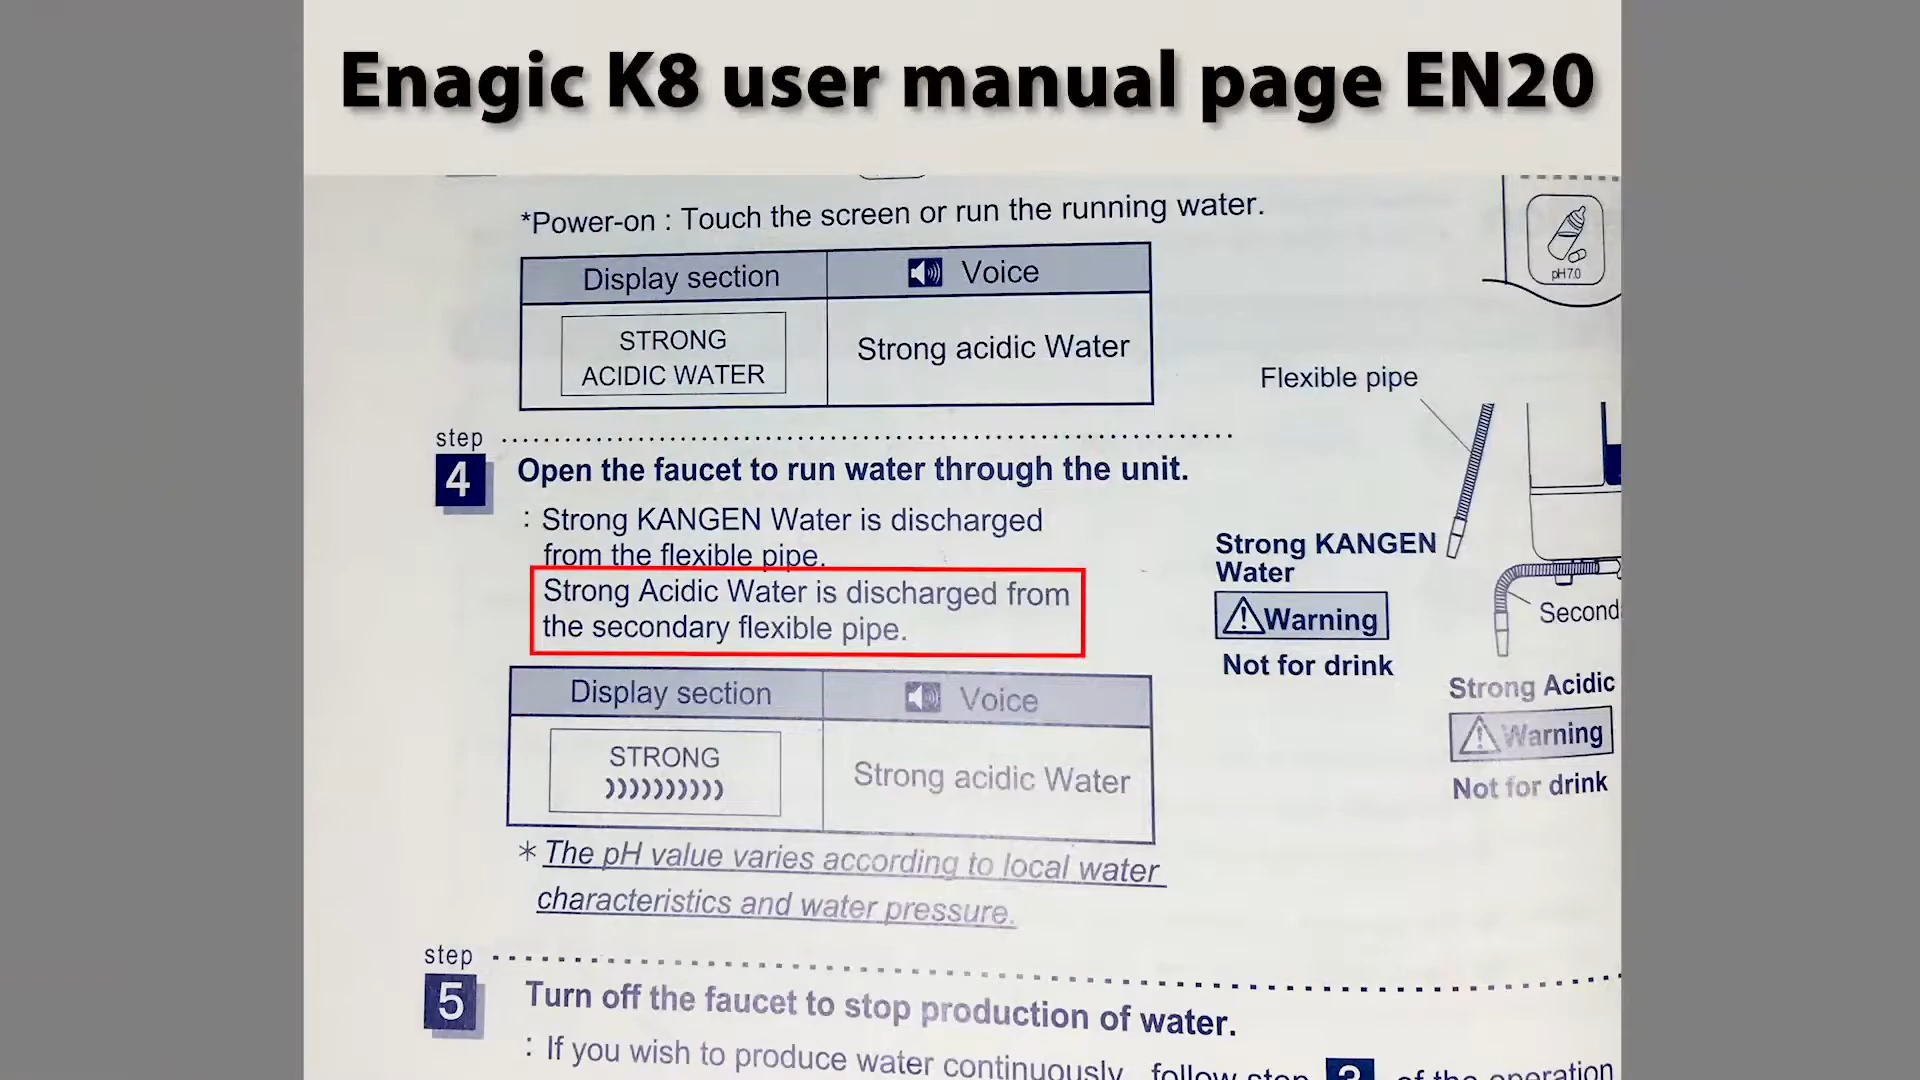 Enagic K8 user manual page EN20
*Power-on : Touch the screen or run the running water.
Display section
Voice
STRONG
ACIDIC WATER
Strong acidic Water
pH7.0
Flexible pipe
step
4
Open the faucet to run water through the unit.
: Strong KANGEN Water is discharged
from the flexible pipe.
Strong Acidic Water is discharged from
the secondary flexible pipe.
Strong KANGEN
Water
Warning
Not for drink
Second
Strong Acidic
Warning
Not for drink
Display section
Voice
STRONG
))))))))))
Strong acidic Water
* The pH value varies according to local water
characteristics and water pressure.
step
5
Turn off the faucet to stop production of water.
: If you wish to produce water continuously, follow step 3 of the operation